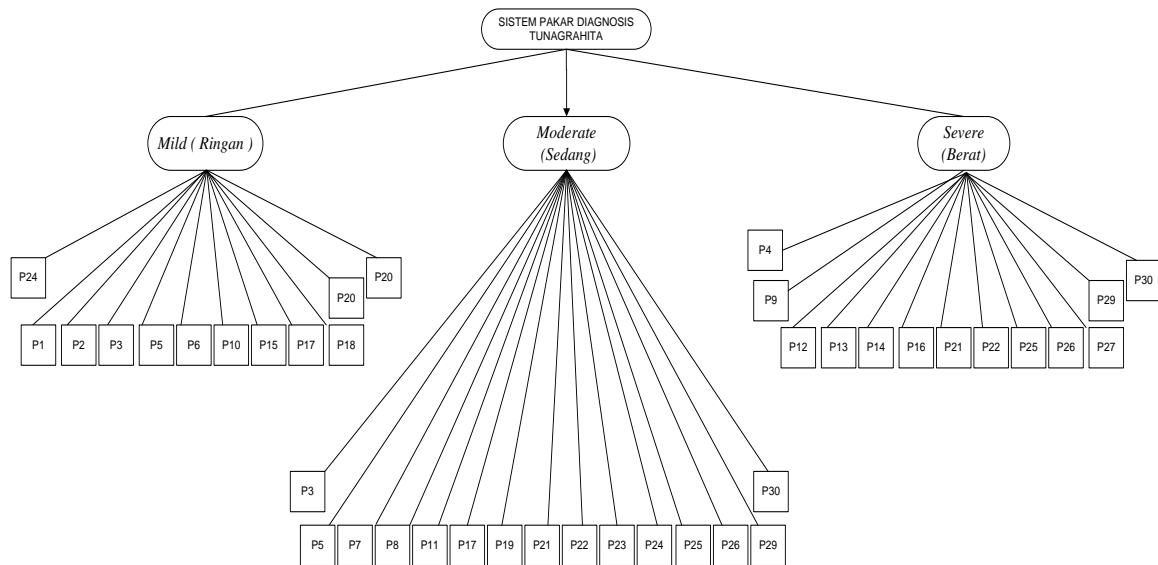 SISTEM PAKAR DIAGNOSIS
TUNAGRAHITA
Mild ( Ringan )
Moderate
(Sedang)
Severe
(Berat)
P24
P20
P20
P1
P2
P3
P5
P6
P10
P15
P17
P18
P4
P9
P30
P29
P12
P13
P14
P16
P21
P22
P25
P26
P27
P3
P30
P5
P7
P8
P11
P17
P19
P21
P22
P23
P24
P25
P26
P29